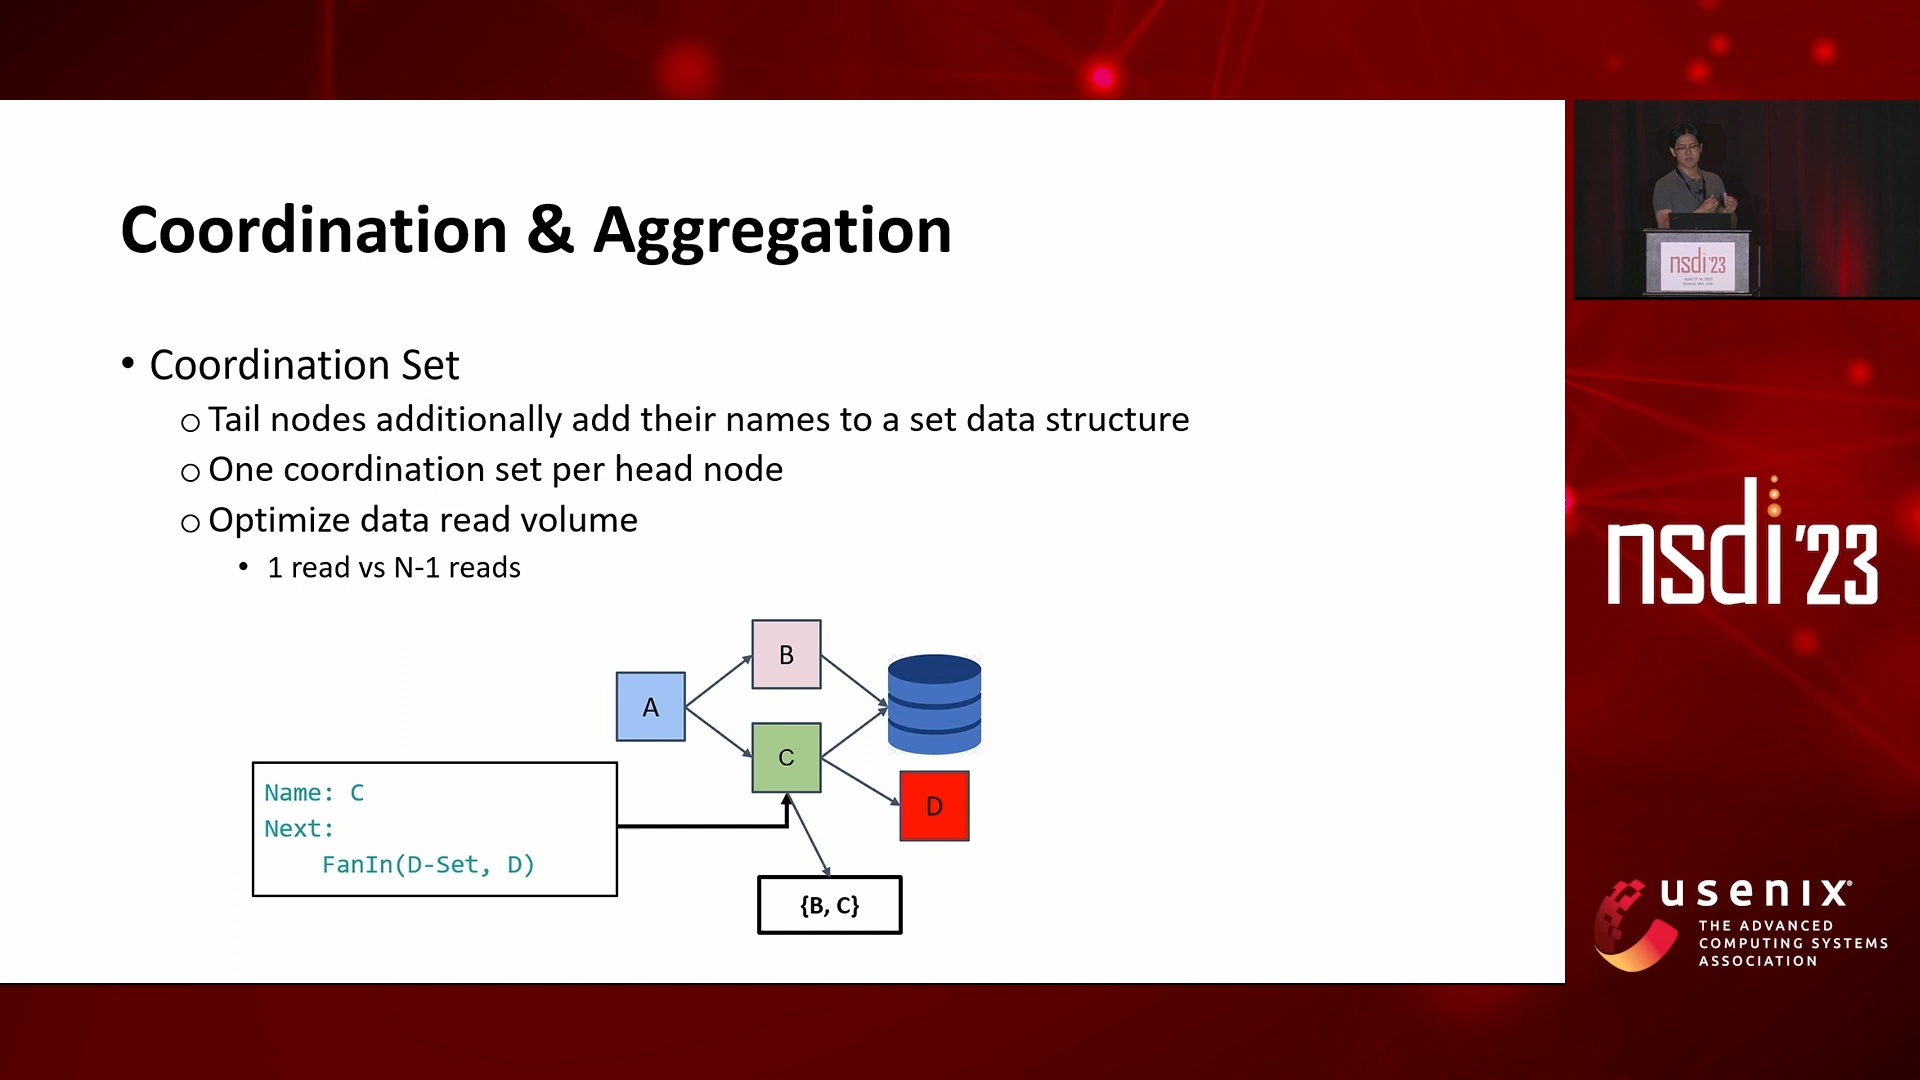 Coordination & Aggregation
• Coordination Set
o Tail nodes additionally add their names to a set data structure
o One coordination set per head node
o Optimize data read volume
• 1 read vs N-1 reads
A
B
C
D
Name: C
Next:
FanIn(D-Set, D)
{B, C}
nsdi '23
nsdi '23
usenix
THE ADVANCED
COMPUTING SYSTEMS
ASSOCIATION